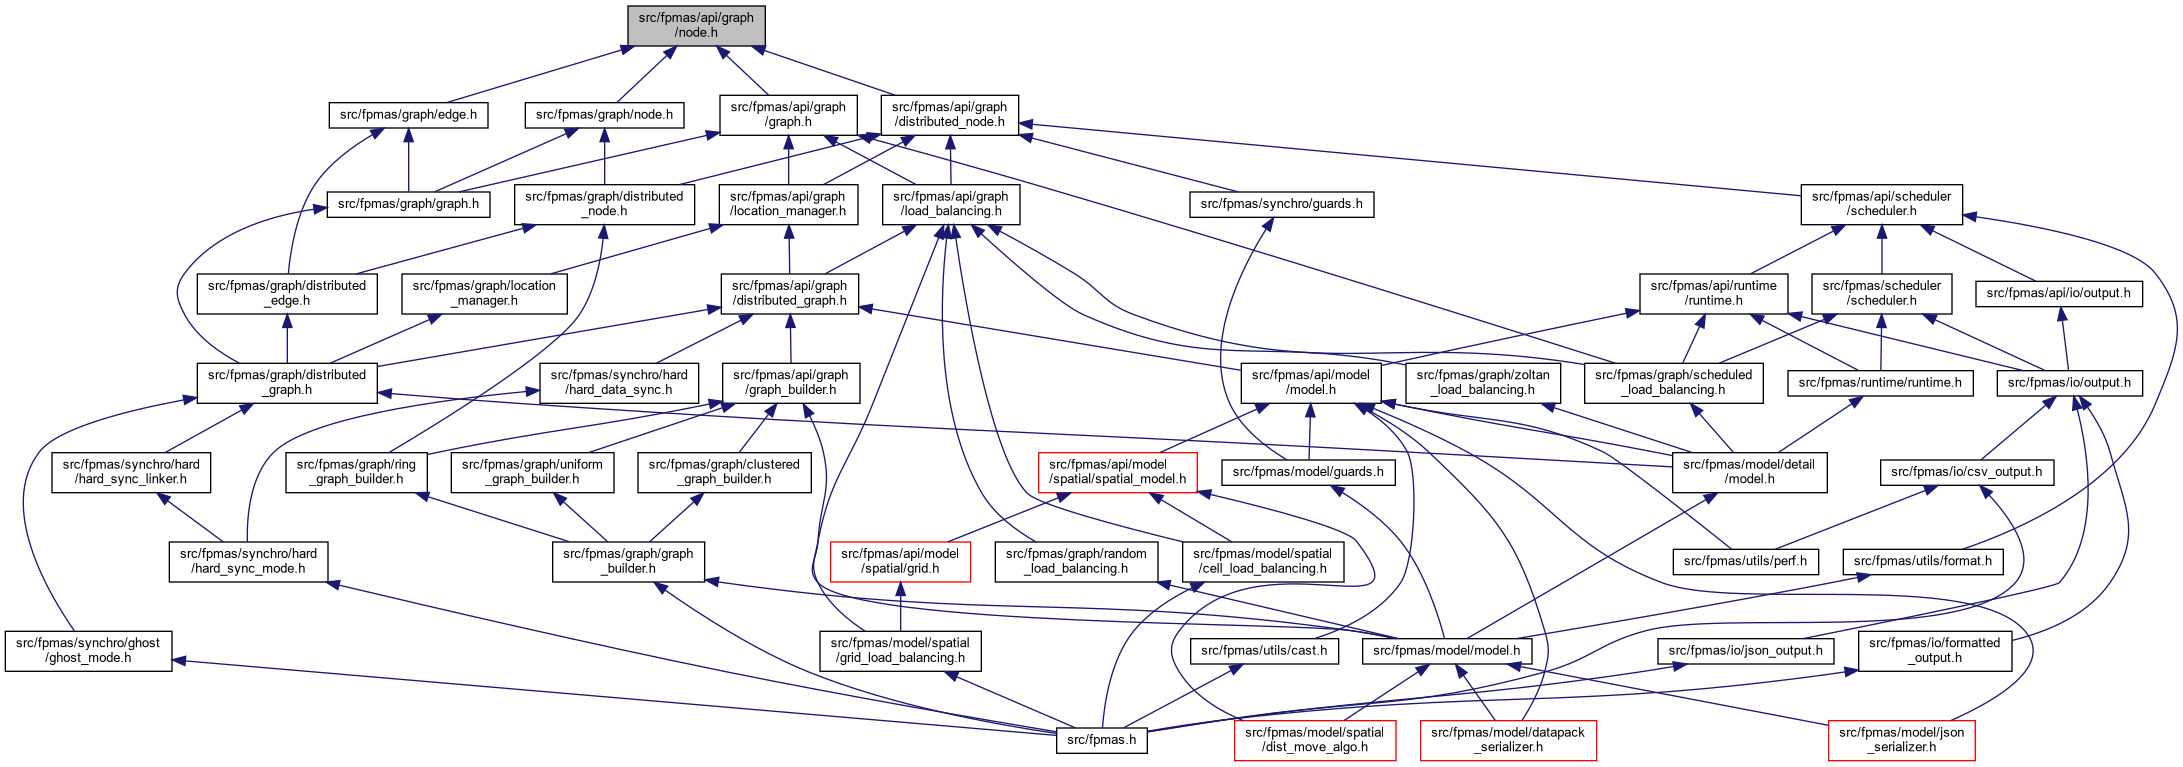 src/fpmas/api/graph
/node.h
src/fpmas/graph/edge.h
src/fpmas/graph/node.h
src/fpmas/api/graph
/graph.h
src/fpmas/api/graph
/distributed_node.h
src/fpmas/graph/graph.h
src/fpmas/graph/distributed
_node.h
src/fpmas/api/graph
/location_manager.h
src/fpmas/api/graph
/load_balancing.h
src/fpmas/synchro/guards.h
src/fpmas/api/scheduler
/scheduler.h
src/fpmas/graph/distributed
_edge.h
src/fpmas/graph/location
_manager.h
src/fpmas/api/graph
/distributed_graph.h
src/fpmas/api/runtime
/runtime.h
src/fpmas/scheduler
/scheduler.h
src/fpmas/api/io/output.h
src/fpmas/graph/distributed
_graph.h
src/fpmas/synchro/hard
/hard_data_sync.h
src/fpmas/api/graph
/graph_builder.h
src/fpmas/api/model
/model.h
src/fpmas/graph/zoltan
_load_balancing.h
src/fpmas/graph/scheduled
_load_balancing.h
src/fpmas/runtime/runtime.h
src/fpmas/io/output.h
src/fpmas/synchro/hard
/hard_sync_linker.h
src/fpmas/graph/ring
_graph_builder.h
src/fpmas/graph/uniform
_graph_builder.h
src/fpmas/graph/clustered
_graph_builder.h
src/fpmas/api/model
/spatial/spatial_model.h
src/fpmas/model/guards.h
src/fpmas/model/detail
/model.h
src/fpmas/io/csv_output.h
src/fpmas/synchro/hard
/hard_sync_mode.h
src/fpmas/graph/graph
_builder.h
src/fpmas/api/model
/spatial/grid.h
src/fpmas/graph/random
_load_balancing.h
src/fpmas/model/spatial
/cell_load_balancing.h
src/fpmas/utils/perf.h
src/fpmas/utils/format.h
src/fpmas/synchro/ghost
/ghost_mode.h
src/fpmas/model/spatial
/grid_load_balancing.h
src/fpmas/utils/cast.h
src/fpmas/model/model.h
src/fpmas/io/json_output.h
src/fpmas/io/formatted
_output.h
src/fpmas.h
src/fpmas/model/spatial
/dist_move_algo.h
src/fpmas/model/datapack
_serializer.h
src/fpmas/model/json
_serializer.h